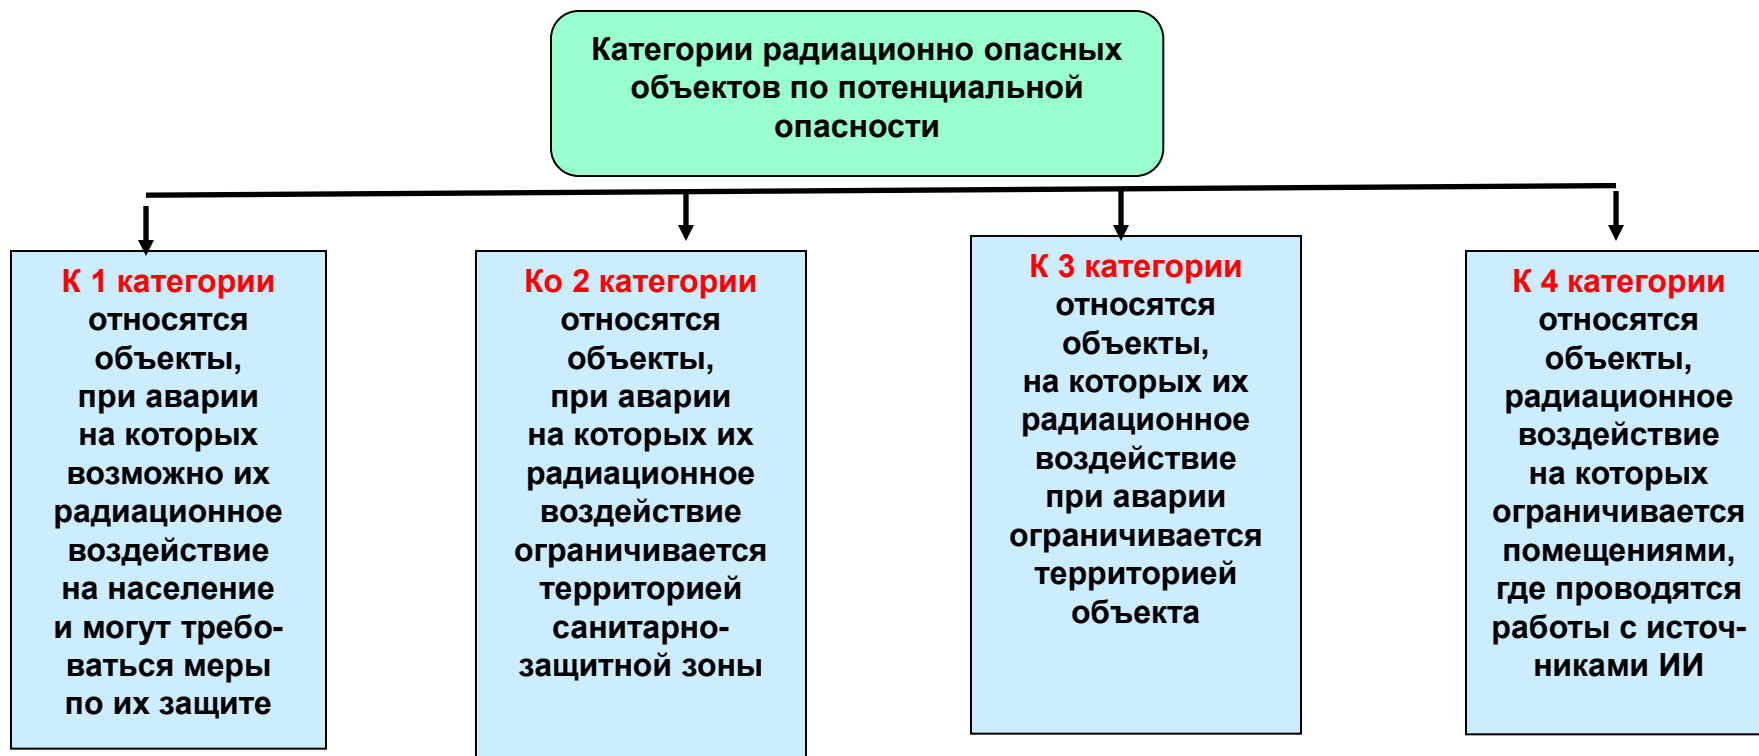 Категории радиационно опасных
объектов по потенциальной
опасности
К 1 категории
относятся
объекты,
при аварии
на которых
возможно их
радиационное
воздействие
на население
и могут требо-
ваться меры
по их защите
Ко 2 категории
относятся
объекты,
при аварии
на которых их
радиационное
воздействие
ограничивается
территорией
санитарно-
защитной зоны
К 3 категории
относятся
объекты,
на которых их
радиационное
воздействие
при аварии
ограничивается
территорией
объекта
К 4 категории
относятся
объекты,
радиационное
воздействие
на которых
ограничивается
помещениями,
где проводятся
работы с источ-
никами ИИ